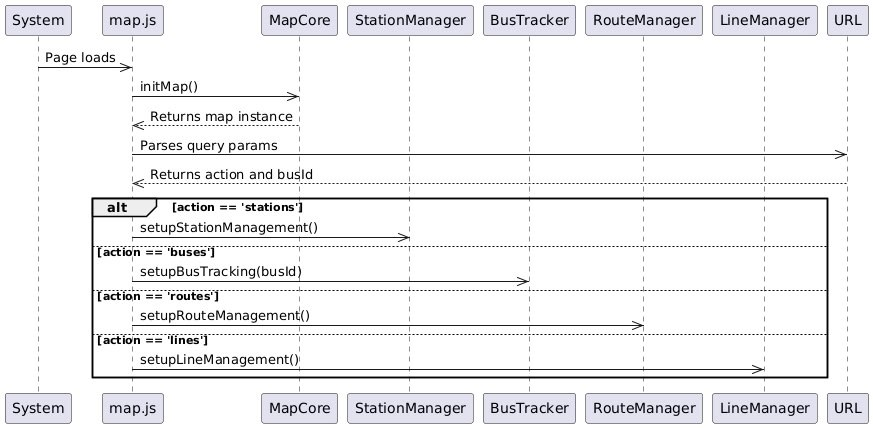 System map.js MapCore StationManager BusTracker RouteManager LineManager URL
Page loads
initMap()
Returns map instance
Parses query params
Returns action and busId
alt [action == 'stations']
setupStationManagement()
[action == 'buses']
setupBusTracking(busId)
[action == 'routes']
setupRouteManagement()
[action == 'lines']
setupLineManagement()
System map.js MapCore StationManager BusTracker RouteManager LineManager URL